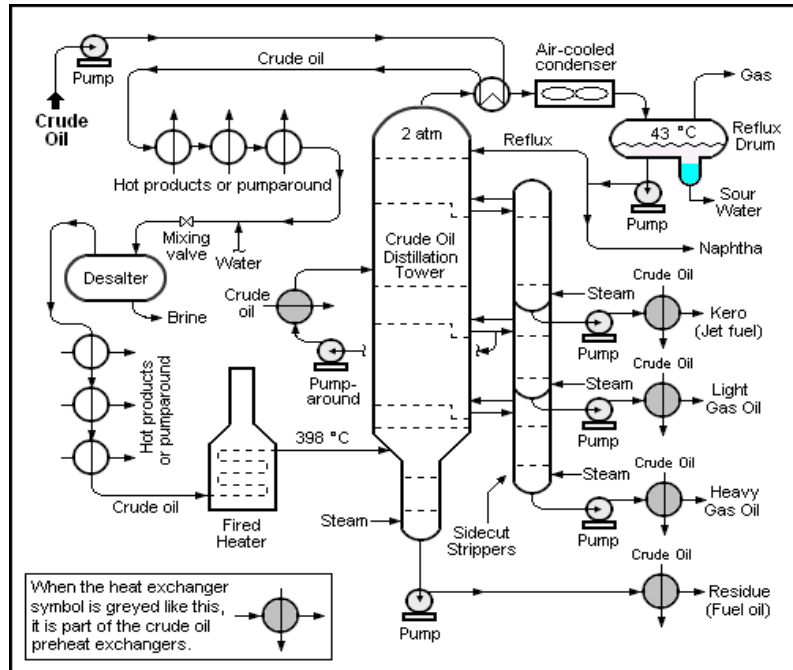 Pump
Crude oil
Air-cooled
condenser
Gas
Crude
Oil
2 atm
Reflux
43 °C
Reflux
Drum
Hot products or pumparound
Pump
Sour
Water
Mixing
valve
Water
Naphtha
Desalter
Crude Oil
Distillation
Tower
Crude
oil
Brine
Steam
Crude Oil
Kero
(Jet fuel)
Pump
Pump-
around
Hot products
or pumparound
Steam
Crude Oil
Light
Gas Oil
Pump
398 °C
Steam
Crude Oil
Heavy
Gas Oil
Pump
Crude oil
Fired
Heater
Steam
Sidecut
Strippers
Crude Oil
Residue
(Fuel oil)
Pump
When the heat exchanger
symbol is greyed like this,
it is part of the crude oil
preheat exchangers.